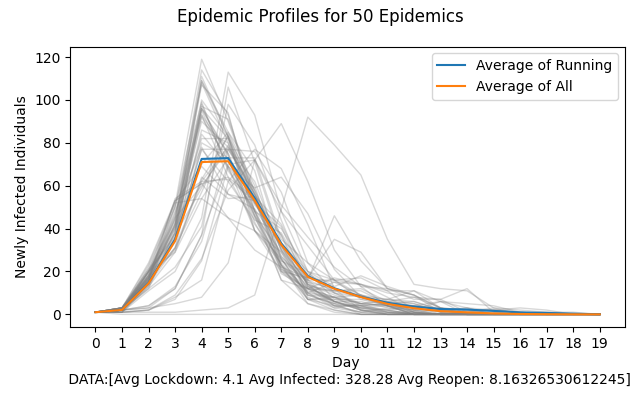 Epidemic Profiles for 50 Epidemics
Average of Running
Average of All
Newly Infected Individuals
120
100
80
60
40
20
0
0 1 2 3 4 5 6 7 8 9 10 11 12 13 14 15 16 17 18 19
Day
DATA:[Avg Lockdown: 4.1 Avg Infected: 328.28 Avg Reopen: 8.16326530612245]